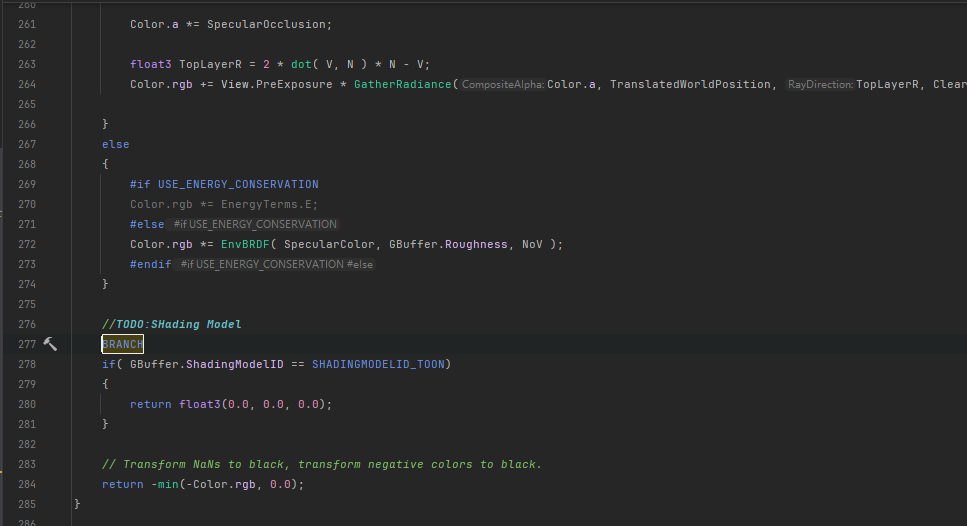 260
261 Color.a *= SpecularOcclusion;
262
263 float3 TopLayerR = 2 * dot( V, N ) * N - V;
264 Color.rgb += View.PreExposure * GatherRadiance( CompositeAlpha: Color.a, TranslatedWorldPosition, RayDirection: TopLayerR, Clear
265
266 }
267 else
268 {
269 #if USE_ENERGY_CONSERVATION
270 Color.rgb *= EnergyTerms.E;
271 #else #if USE_ENERGY_CONSERVATION
272 Color.rgb *= EnvBRDF( SpecularColor, GBuffer.Roughness, NoV );
273 #endif #if USE_ENERGY_CONSERVATION #else
274 }
275
276 //TODO:SHading Model
277 BRANCH
278 if( GBuffer.ShadingModelID == SHADINGMODELID_TOON)
279 {
280 return float3(0.0, 0.0, 0.0);
281 }
282
283 // Transform NaNs to black, transform negative colors to black.
284 return -min(-Color.rgb, 0.0);
285 }
286